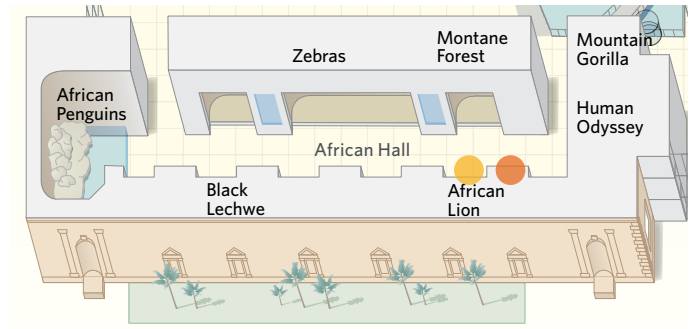 Zebras
Montane
Forest
Mountain
Gorilla
African
Penguins
Human
Odyssey
African Hall
Black
Lechwe
African
Lion